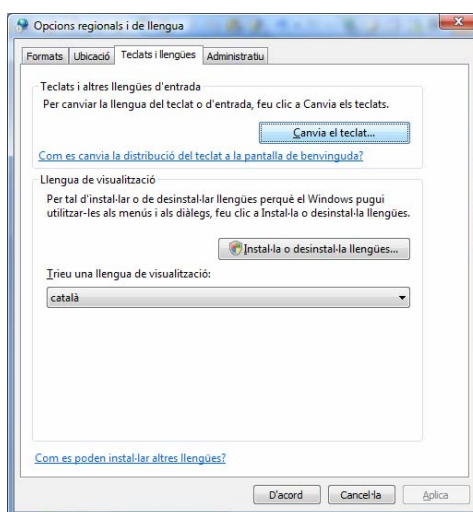 Opcions regionals i de llengua
Formats Ubicació Teclats i llengües Administratiu
Teclats i altres llengües d'entrada
Per canviar la llengua del teclat o d'entrada, feu clic a Canvia els teclats.
Canvia el teclat...
Com es canvia la distribució del teclat a la pantalla de benvinguda?
Llengua de visualització
Per tal d'instal·lar o de desinstal·lar llengües perquè el Windows pugui
utilitzar-les als menús i als diàlegs, feu clic a Instal·la o desinstal·la llengües.
Instal·la o desinstal·la llengües...
Trieu una llengua de visualització:
català
Com es poden instal·lar altres llengües?
D'acord Cancel·la Aplica